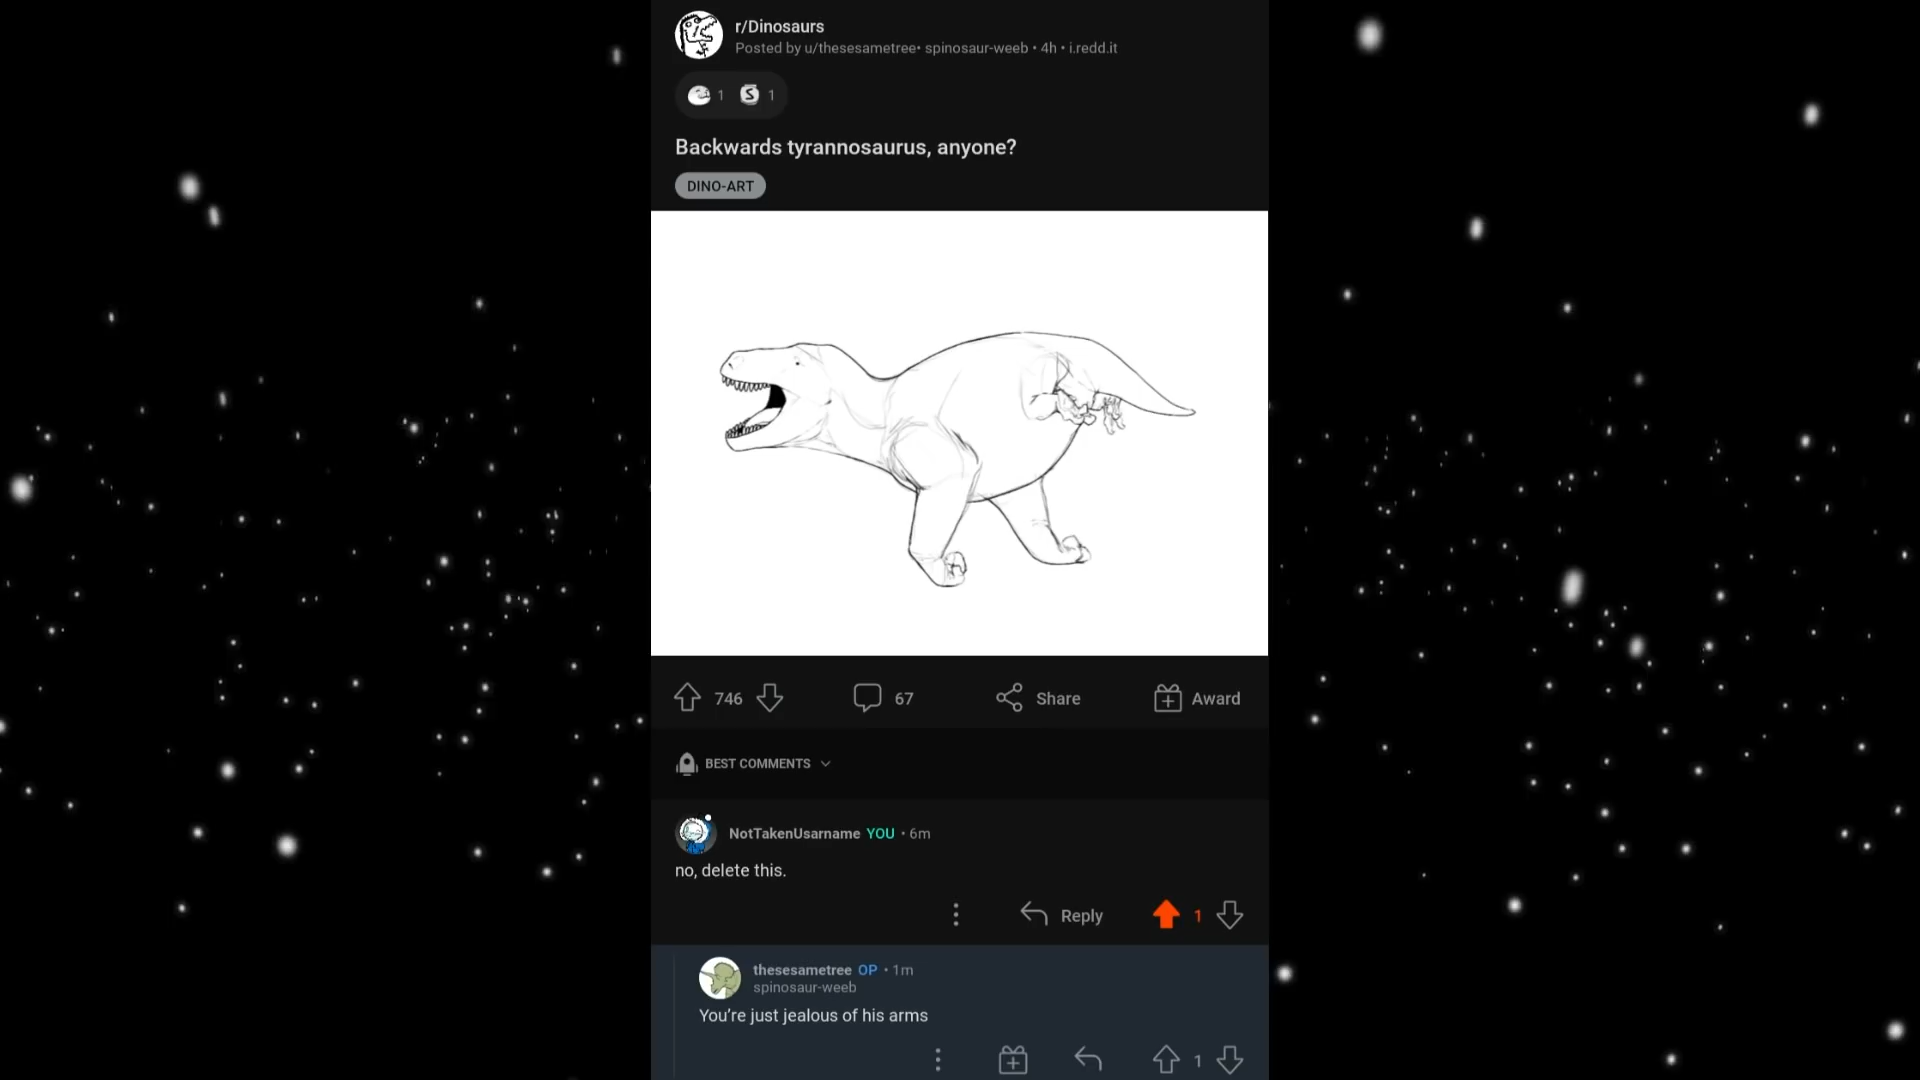 r/Dinosaurs
Posted by u/thesesametree• spinosaur-weeb • 4h • i.redd.it
1 S 1
Backwards tyrannosaurus, anyone?
DINO-ART
746 67 Share Award
BEST COMMENTS
NotTakenUsarname YOU • 6m
no, delete this.
Reply 1
thesesametree OP • 1m
spinosaur-weeb
You're just jealous of his arms
1